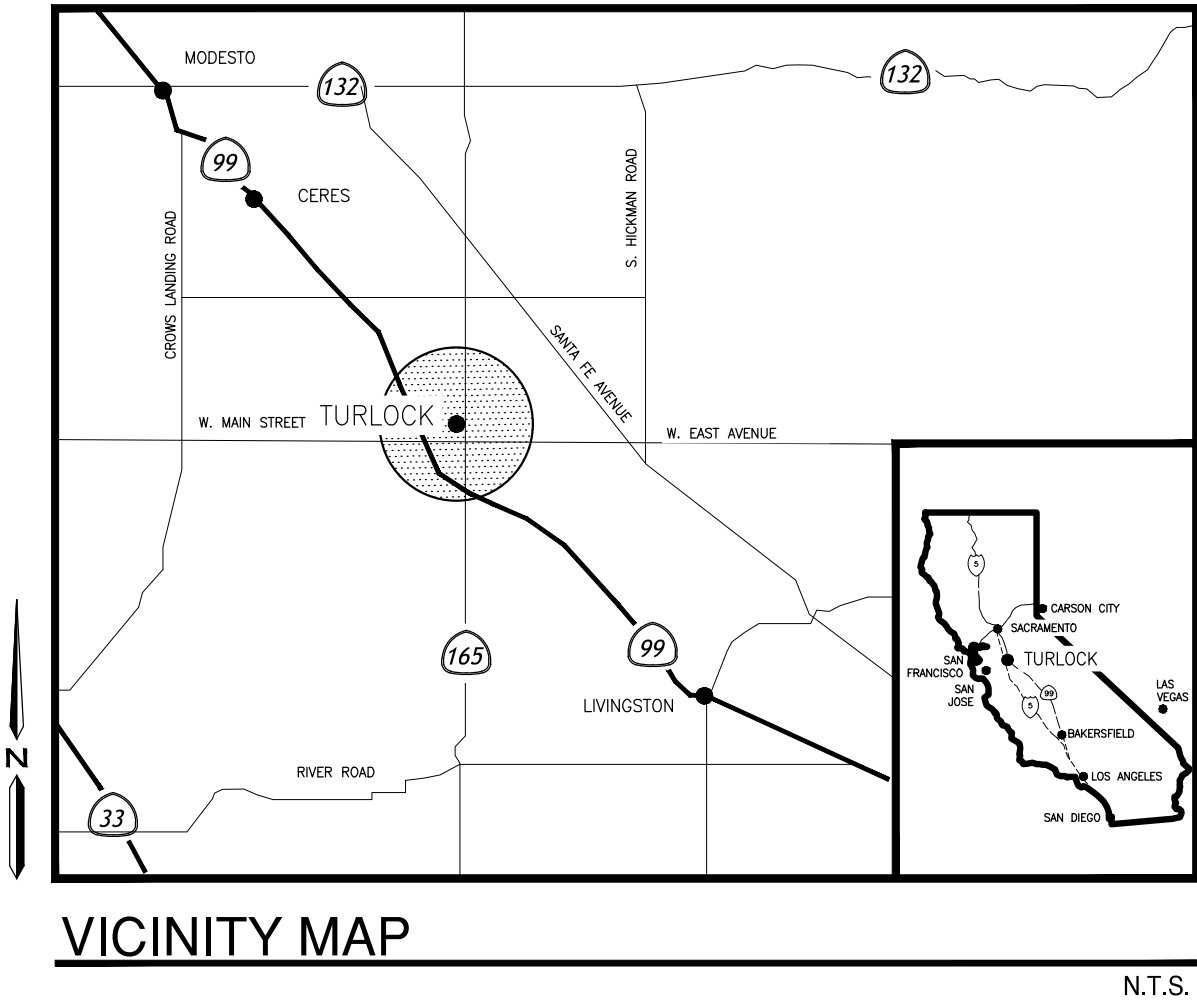 MODESTO
132
132
99
CERES
CROWS LANDING ROAD
S. HICKMAN ROAD
SANTA FE AVENUE
W. MAIN STREET
TURLOCK
W. EAST AVENUE
165
99
LIVINGSTON
RIVER ROAD
33
N
5
CARSON CITY
SACRAMENTO
TURLOCK
SAN
FRANCISCO
SAN
JOSE
99
5
LAS
VEGAS
BAKERSFIELD
LOS ANGELES
SAN DIEGO
VICINITY MAP
N.T.S.